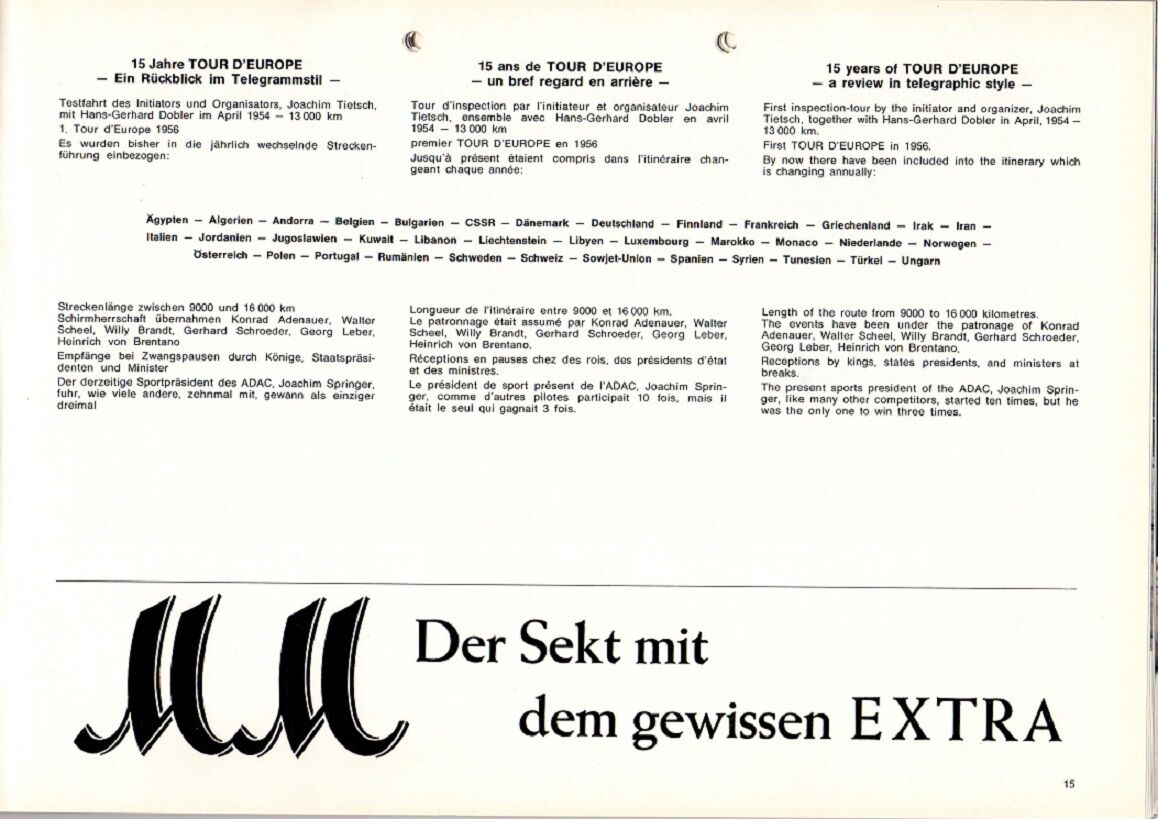 15 Jahre TOUR D'EUROPE
— Ein Rückblick im Telegrammstil —
Testfahrt des Initiators und Organisators, Joachim Tietsch,
mit Hans-Gerhard Dobler im April 1954 — 13 000 km
1. Tour d'Europe 1956
Es wurden bisher in die jährlich wechselnde Strecken-
führung einbezogen:
15 ans de TOUR D'EUROPE
— un bref regard en arrière —
Tour d'inspection par l'initiateur et organisateur Joachim
Tietsch, ensemble avec Hans-Gerhard Dobler en avril
1954 — 13 000 km
premier TOUR D'EUROPE en 1956
Jusqu'à présent étaient compris dans l'itinéraire chan-
geant chaque année:
15 years of TOUR D'EUROPE
— a review in telegraphic style —
First inspection-tour by the initiator and organizer, Joachim
Tietsch, together with Hans-Gerhard Dobler in April, 1954 —
13 000 km.
First TOUR D'EUROPE in 1956.
By now there have been included into the itinerary which
is changing annually:
Ägypten — Algerien — Andorra — Belgien — Bulgarien — CSSR — Dänemark — Deutschland — Finnland — Frankreich — Griechenland — Irak — Iran —
Italien — Jordanien — Jugoslawien — Kuwait — Libanon — Liechtenstein — Libyen — Luxembourg — Marokko — Monaco — Niederlande — Norwegen —
Österreich — Polen — Portugal — Rumänien — Schweden — Schweiz — Sowjet-Union — Spanien — Syrien — Tunesien — Türkei — Ungarn
Streckenlänge zwischen 9000 und 16 000 km
Schirmherrschaft übernahmen Konrad Adenauer, Walter
Scheel, Willy Brandt, Gerhard Schroeder, Georg Leber,
Heinrich von Brentano
Empfänge bei Zwangspausen durch Könige, Staatspräsi-
denten und Minister
Der derzeitige Sportpräsident des ADAC, Joachim Springer,
fuhr, wie viele andere, zehnmal mit, gewann als einziger
dreimal
Longueur de l'itinéraire entre 9000 et 16 000 km.
Le patronnage était assumé par Konrad Adenauer, Walter
Scheel, Willy Brandt, Gerhard Schroeder, Georg Leber,
Heinrich von Brentano.
Réceptions en pauses chez des rois, des présidents d'état
et des ministres.
Le président de sport présent de l'ADAC, Joachim Sprin-
ger, comme d'autres pilotes participait 10 fois, mais il
était le seul qui gagnait 3 fois.
Length of the route from 9000 to 16 000 kilometres.
The events have been under the patronage of Konrad
Adenauer, Walter Scheel, Willy Brandt, Gerhard Schroeder,
Georg Leber, Heinrich von Brentano.
Receptions by kings, states presidents, and ministers at
breaks.
The present sports president of the ADAC, Joachim Sprin-
ger, like many other competitors, started ten times, but he
was the only one to win three times.
MM
Der Sekt mit
dem gewissen EXTRA
15